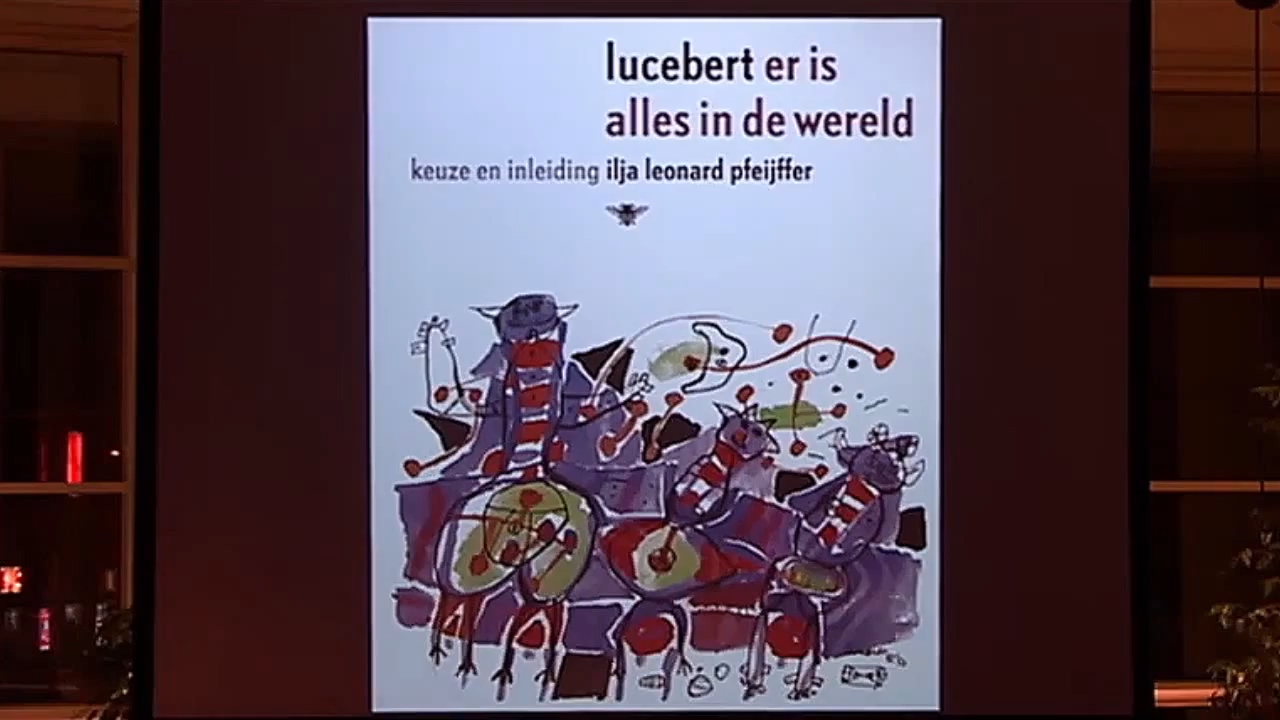 lucebert er is
alles in de wereld
keuze en inleiding ilja leonard pfeijffer